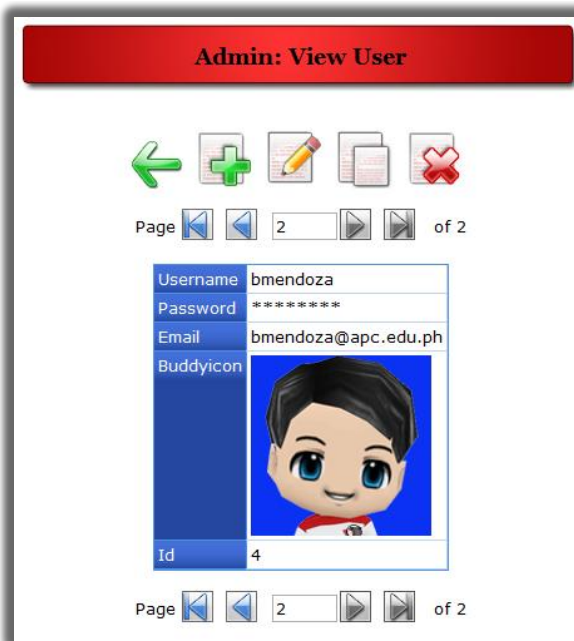 Admin: View User
Page 2 of 2
Username bmendoza
Password ********
Email bmendoza@apc.edu.ph
Buddyicon
Id 4
Page 2 of 2